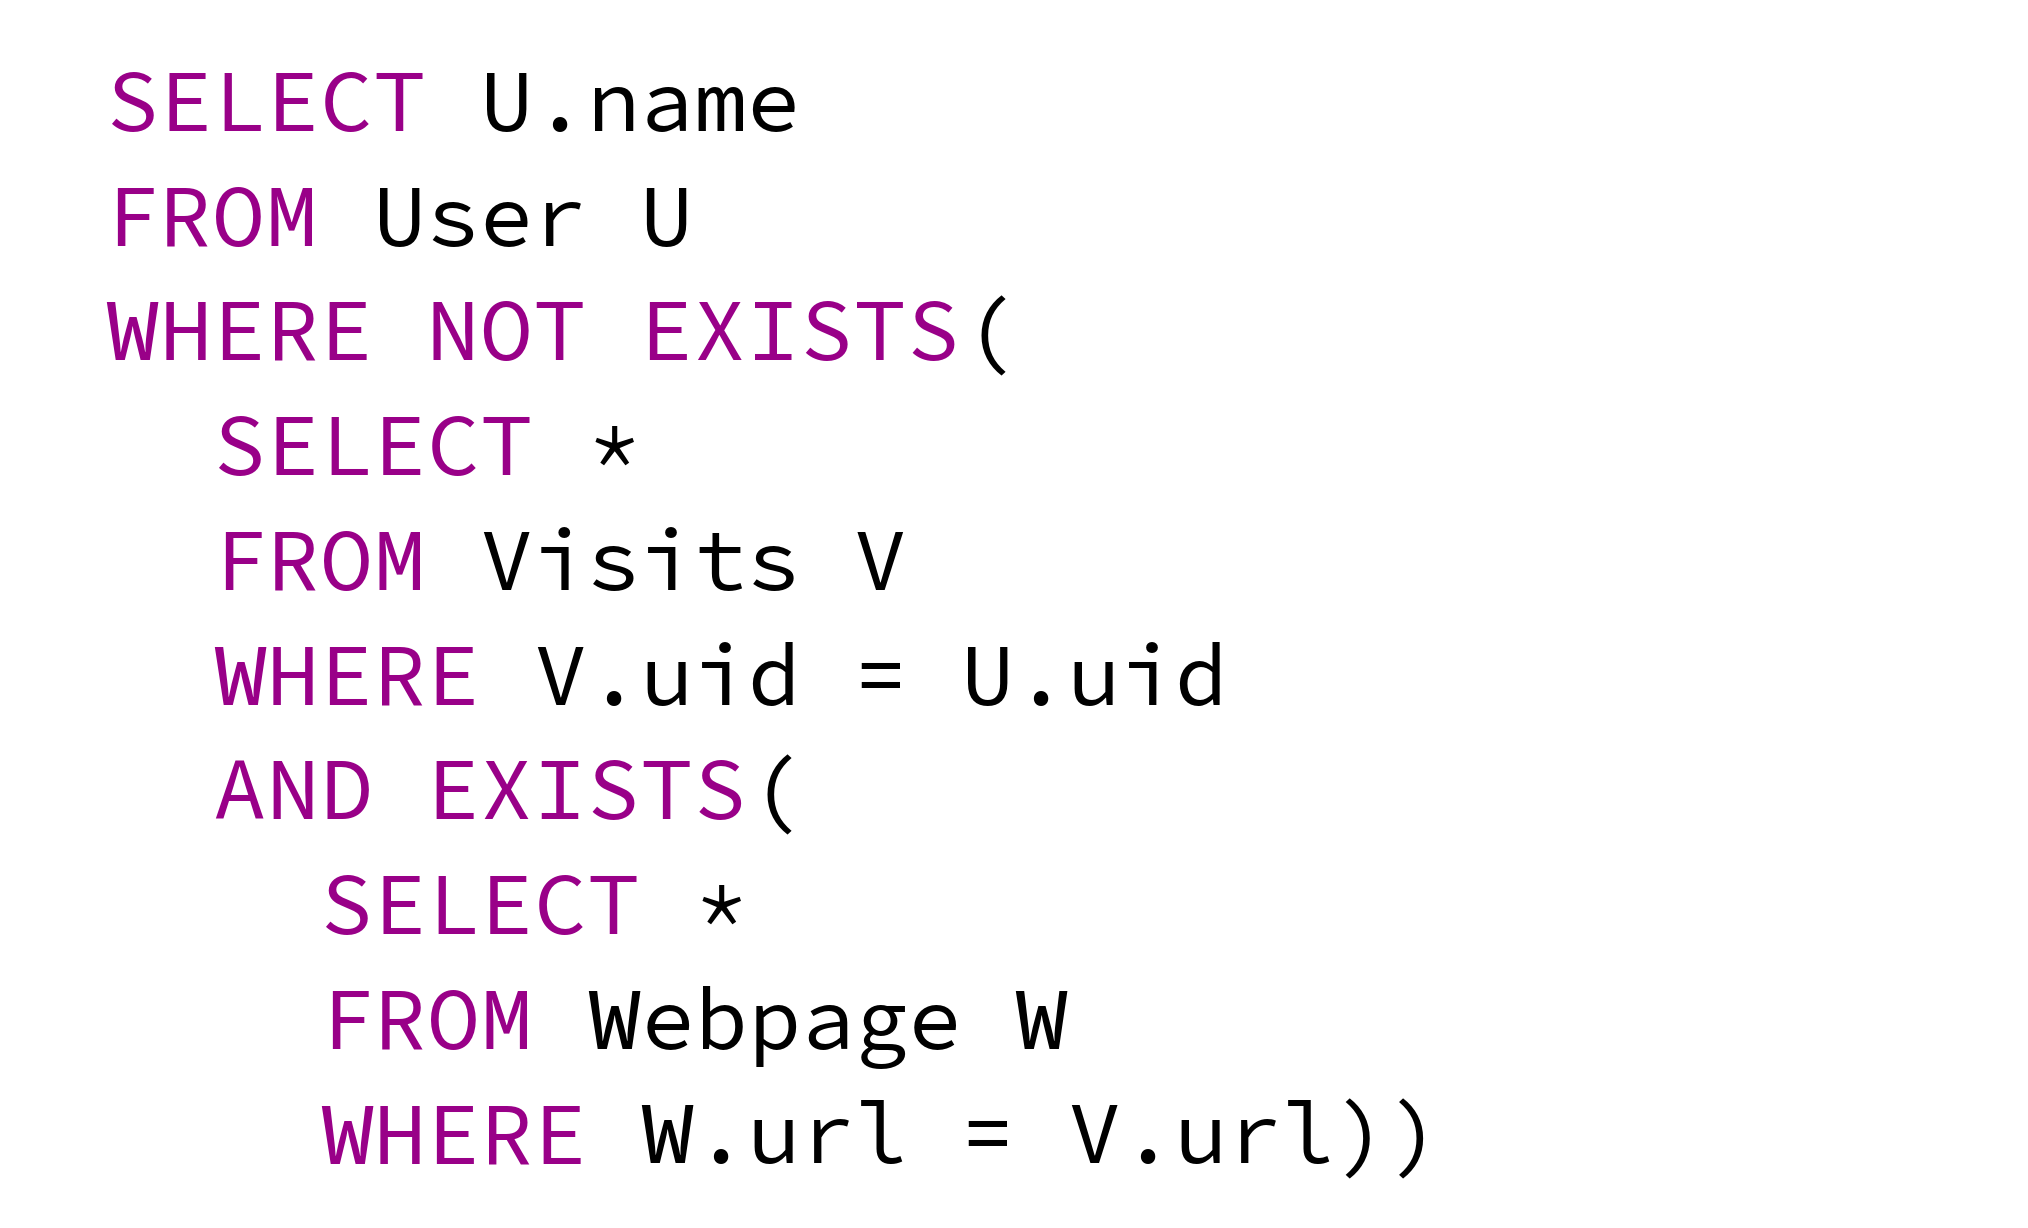 SELECT U.name
FROM User U
WHERE NOT EXISTS(
  SELECT *
  FROM Visits V
  WHERE V.uid = U.uid
  AND EXISTS(
    SELECT *
    FROM Webpage W
    WHERE W.url = V.url))